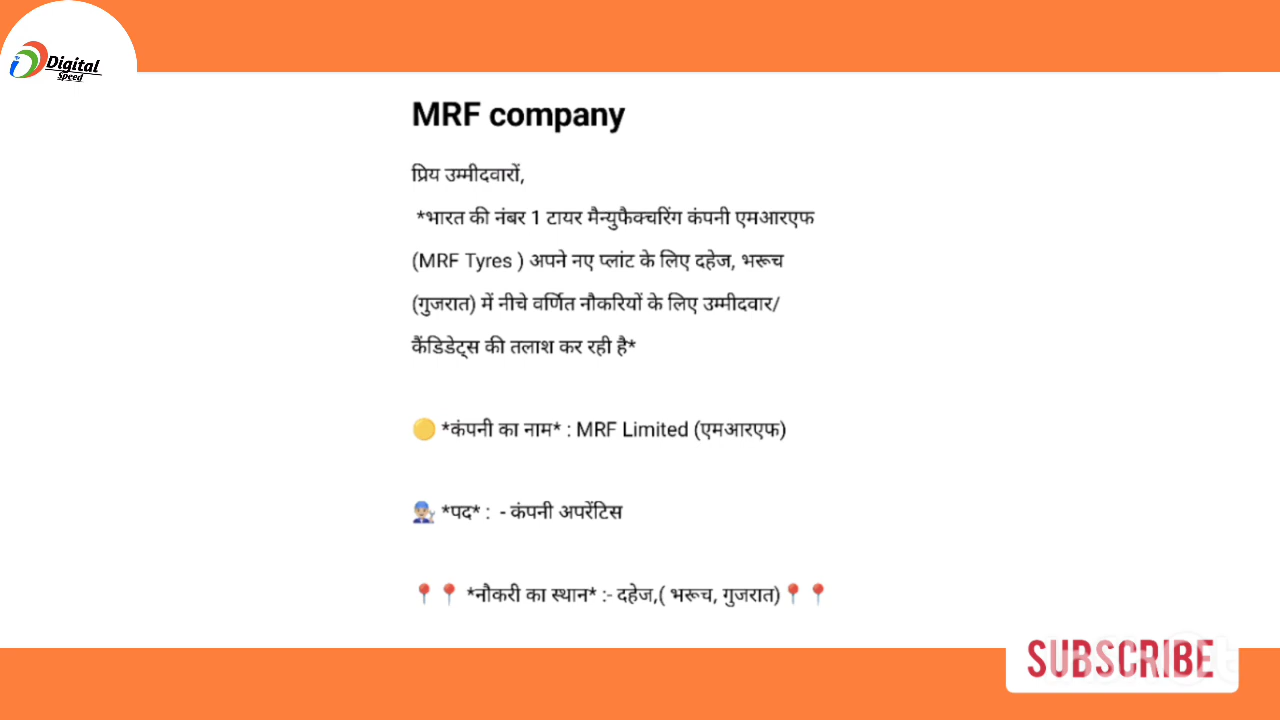 Digital
Speed
MRF company
प्रिय उम्मीदवारों,
*भारत की नंबर 1 टायर मैन्युफैक्चरिंग कंपनी एमआरएफ
(MRF Tyres ) अपने नए प्लांट के लिए दहेज, भरूच
(गुजरात) में नीचे वर्णित नौकरियों के लिए उम्मीदवार/
कैंडिडेट्स की तलाश कर रही है*
🟡 *कंपनी का नाम* : MRF Limited (एमआरएफ)
👨🏼‍🔧 *पद* : - कंपनी अपरेंटिस
📍📍 *नौकरी का स्थान* :- दहेज,( भरूच, गुजरात)📍📍
SUBSCRIBE